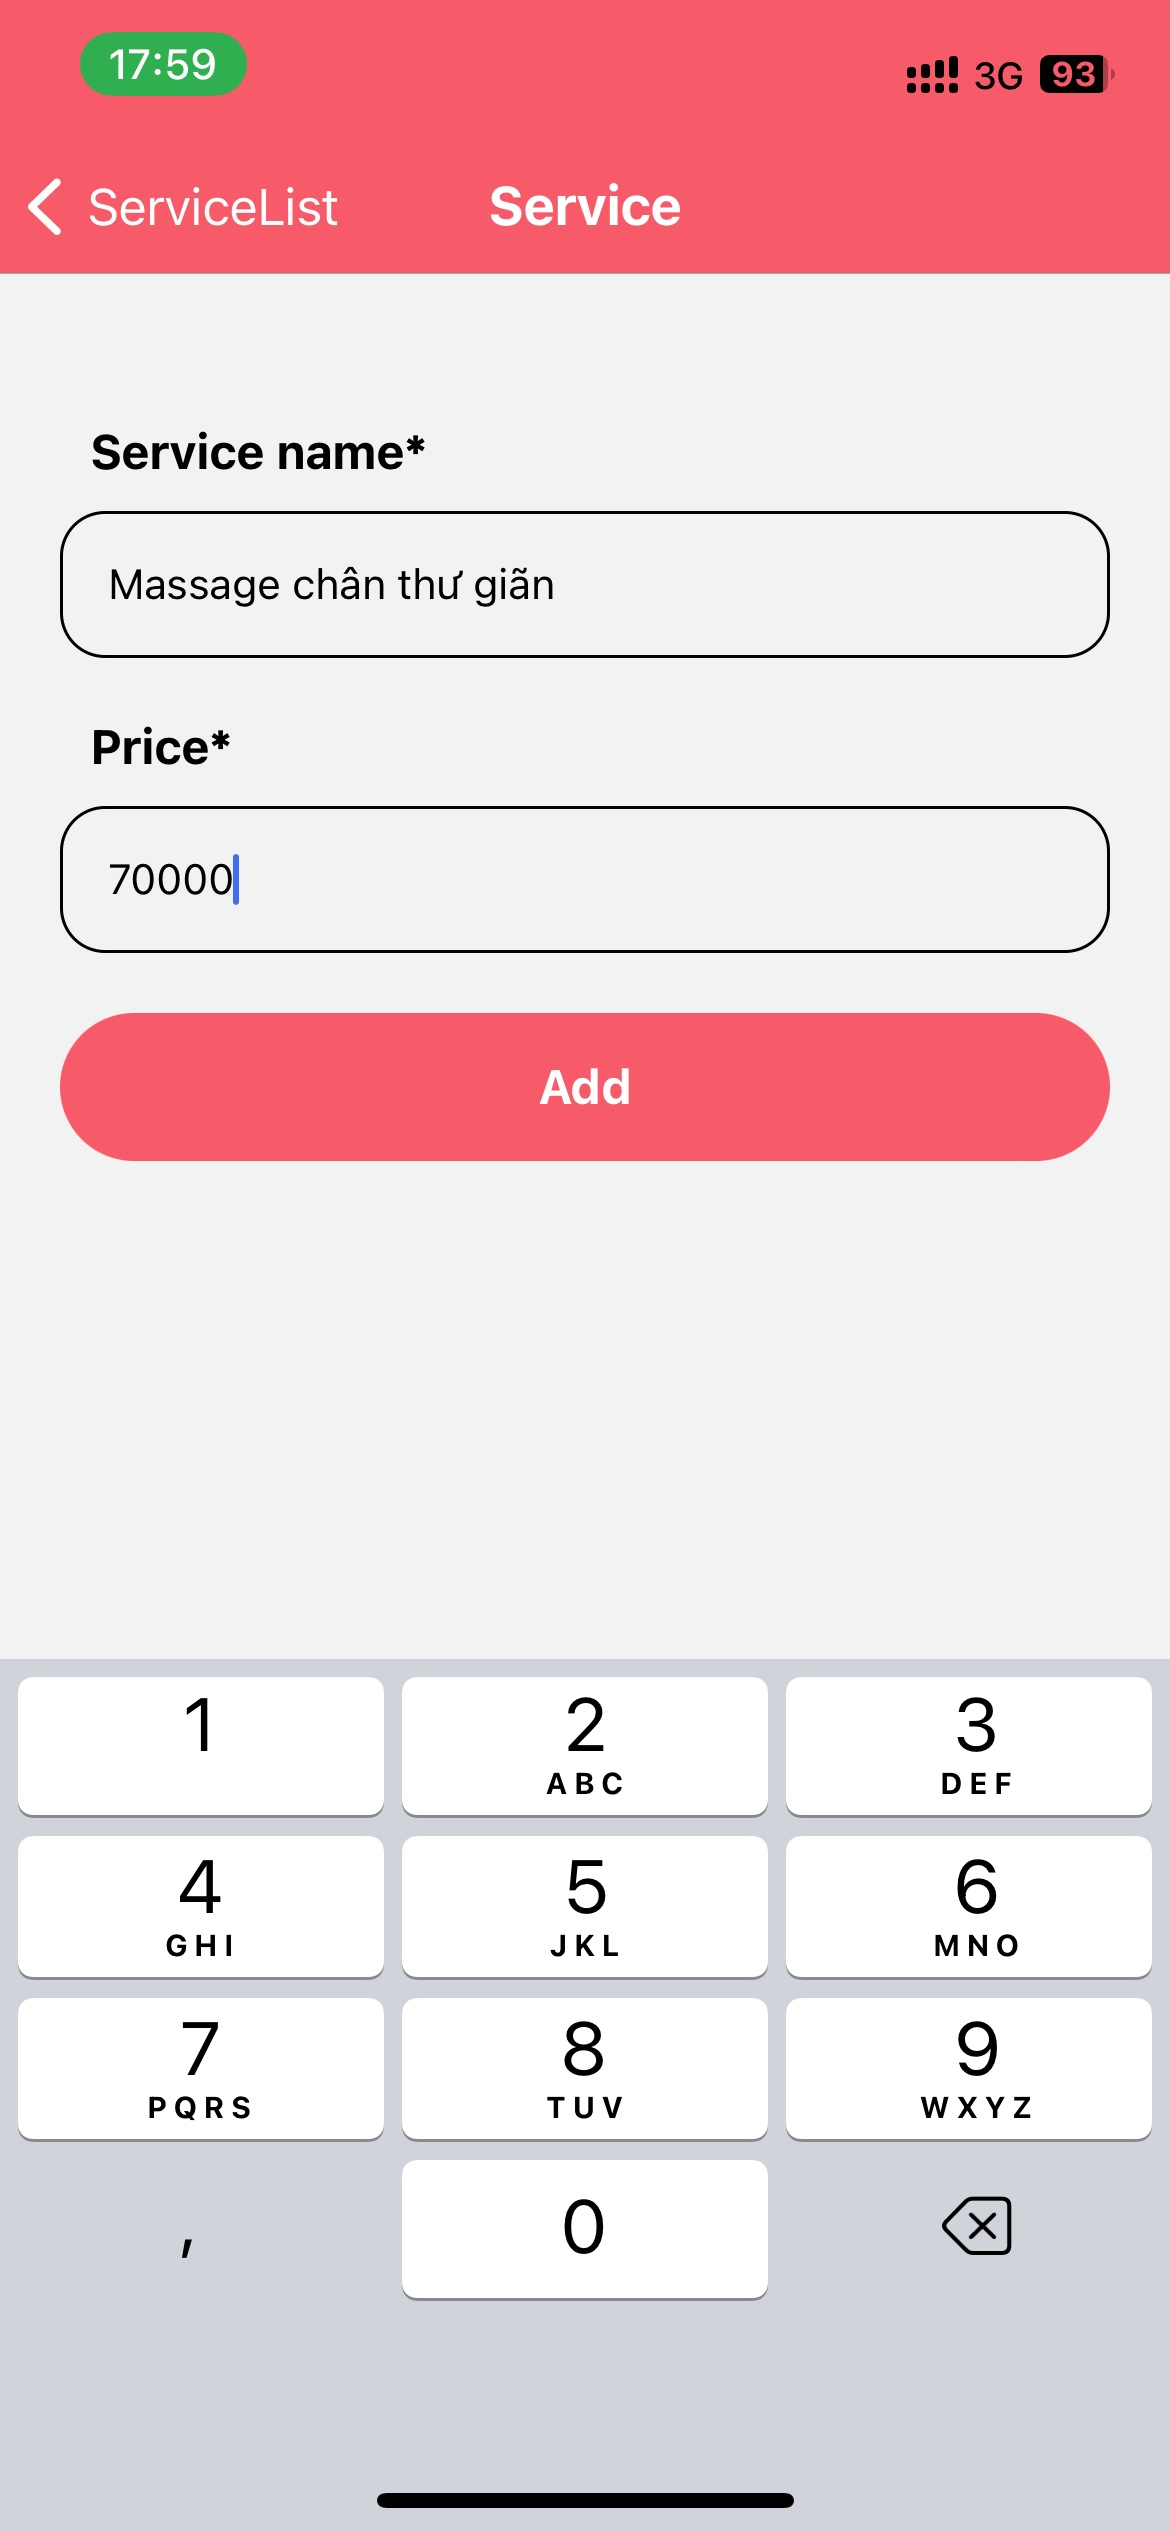 17:59
3G 93
ServiceList Service
Service name*
Massage chân thư giãn
Price*
70000
Add
1 2 3
ABC DEF
4 5 6
GHI JKL MNO
7 8 9
PQRS TUV WXYZ
, 0